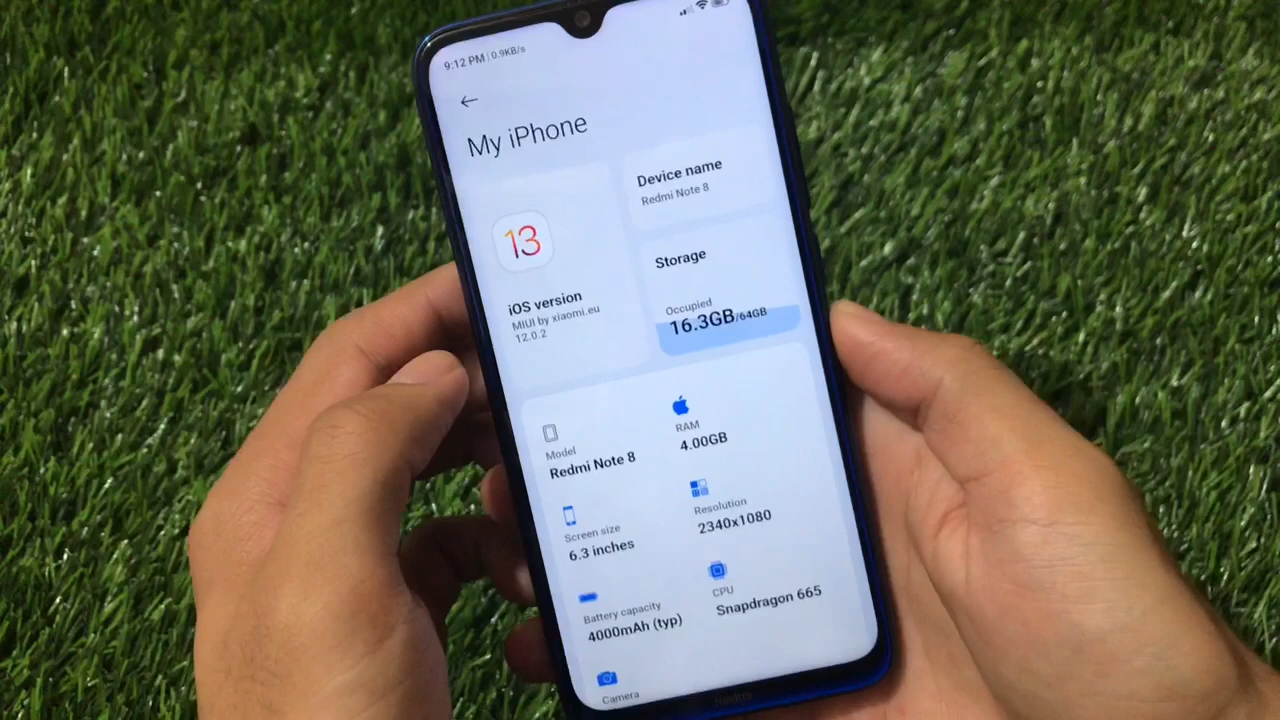 9:12 PM | 0.9KB/s
My iPhone
Device name
Redmi Note 8
13
iOS version
MIUI by xiaomi.eu
12.0.2
Storage
Occupied
16.3GB/64GB
Model
Redmi Note 8
RAM
4.00GB
Screen size
6.3 inches
Resolution
2340x1080
Battery capacity
4000mAh (typ)
CPU
Snapdragon 665
Camera
Redmi